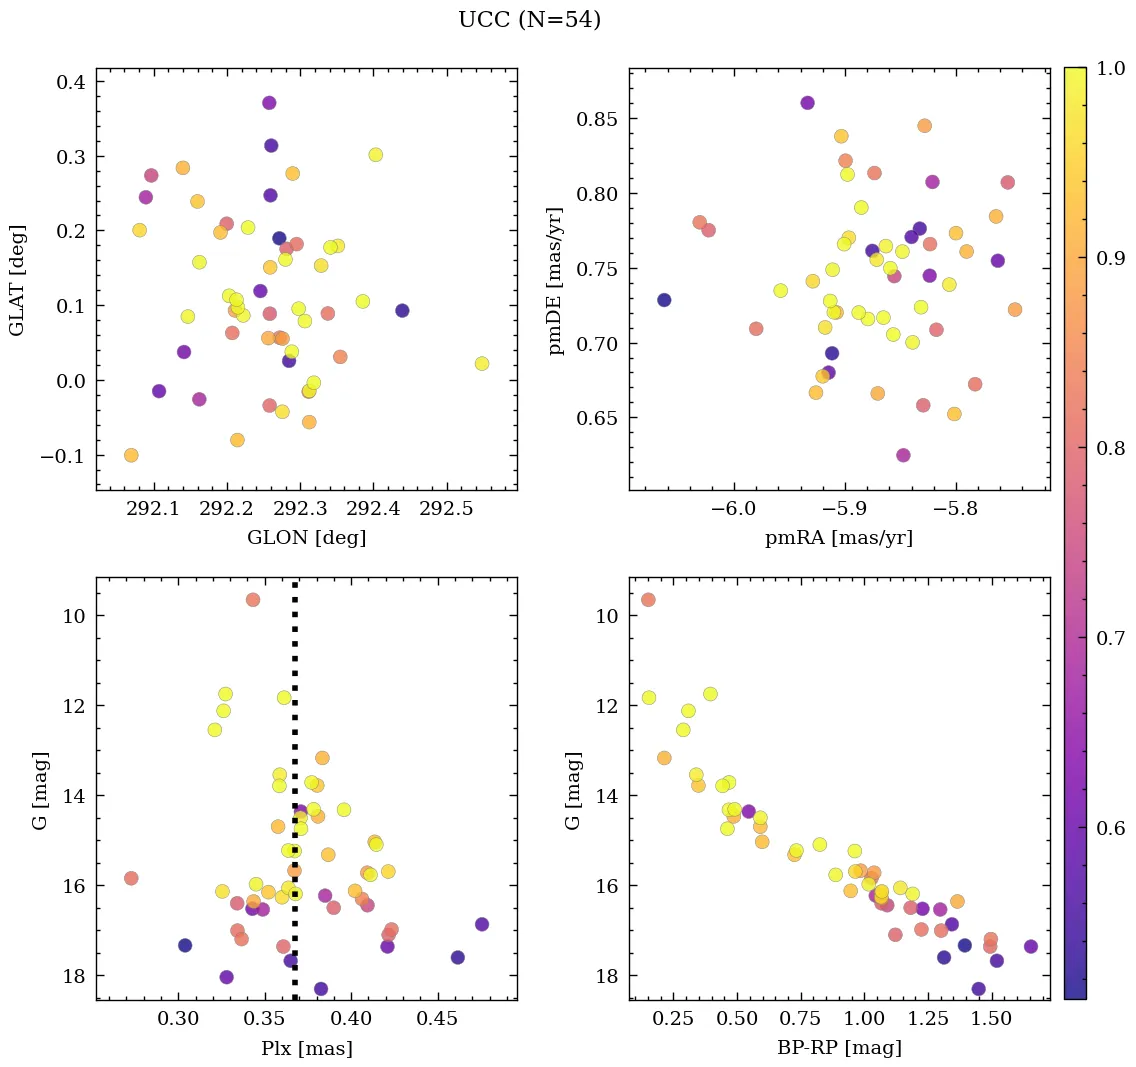 UCC (N=54)
0.4
0.3
0.2
0.1
0.0
−0.1
GLAT [deg]
292.1 292.2 292.3 292.4 292.5
GLON [deg]
0.85
0.80
0.75
0.70
0.65
pmDE [mas/yr]
−6.0 −5.9 −5.8
pmRA [mas/yr]
10
12
14
16
18
G [mag]
0.30 0.35 0.40 0.45
Plx [mas]
10
12
14
16
18
G [mag]
0.25 0.50 0.75 1.00 1.25 1.50
BP-RP [mag]
1.0
0.9
0.8
0.7
0.6